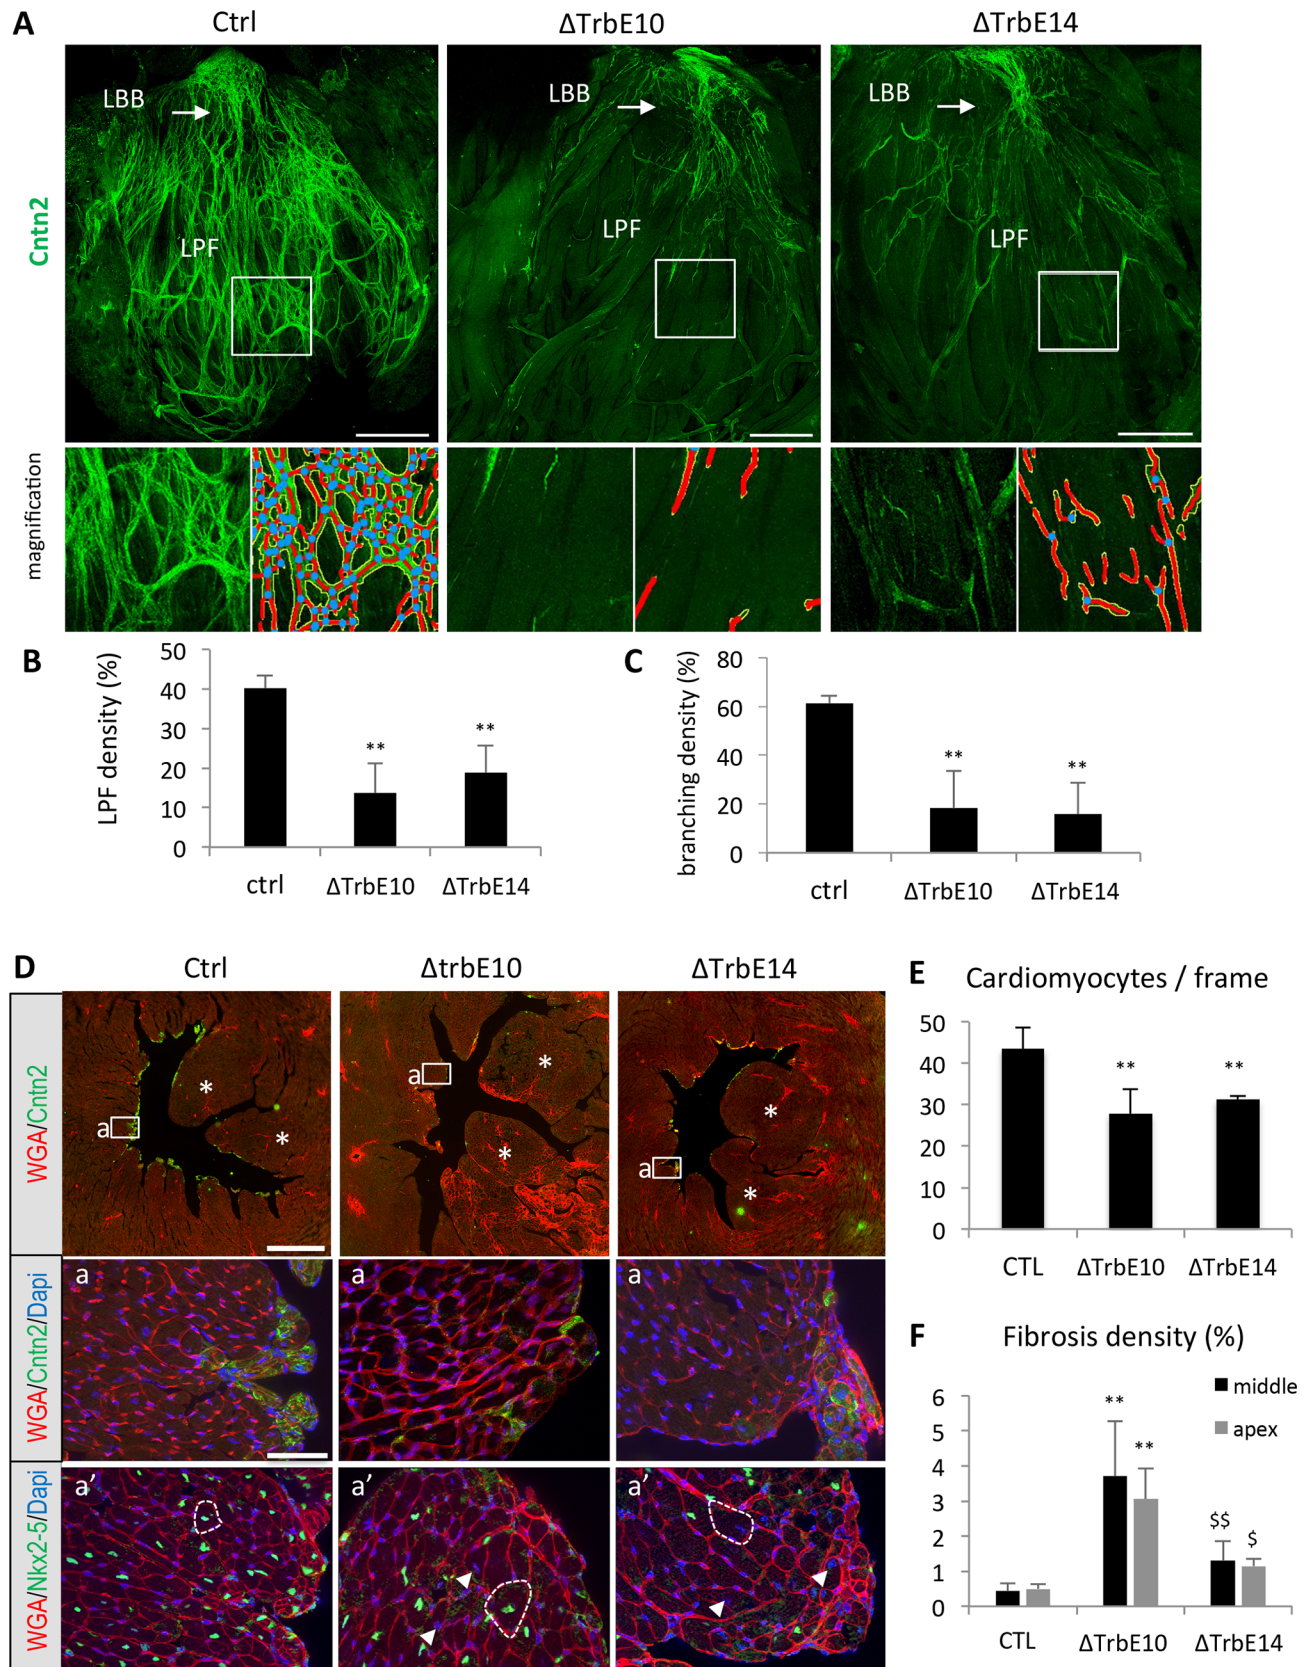 A
Ctrl
ΔTrbE10
ΔTrbE14
Cntn2
LBB
LPF
LBB
LPF
LBB
LPF
magnification
B
LPF density (%)
50
40
30
20
10
0
**
**
ctrl
ΔTrbE10
ΔTrbE14
C
branching density (%)
80
60
40
20
0
**
**
ctrl
ΔTrbE10
ΔTrbE14
D
Ctrl
ΔtrbE10
ΔTrbE14
WGA/Cntn2
a
*
*
a
*
*
a
*
*
WGA/Cntn2/Dapi
a
a
a
WGA/Nkx2-5/Dapi
a’
a’
a’
E
Cardiomyocytes / frame
50
40
30
20
10
0
**
**
CTL
ΔTrbE10
ΔTrbE14
F
Fibrosis density (%)
middle
apex
6
5
4
3
2
1
0
**
**
$$
$
CTL
ΔTrbE10
ΔTrbE14